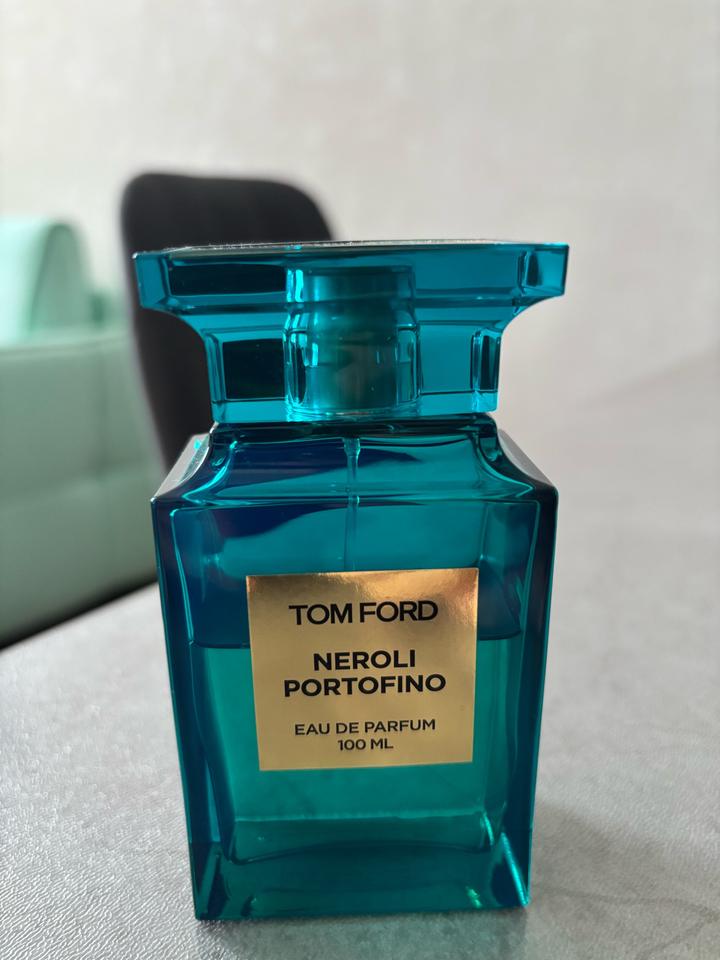 TOM FORD
NEROLI
PORTOFINO
EAU DE PARFUM
100 ML